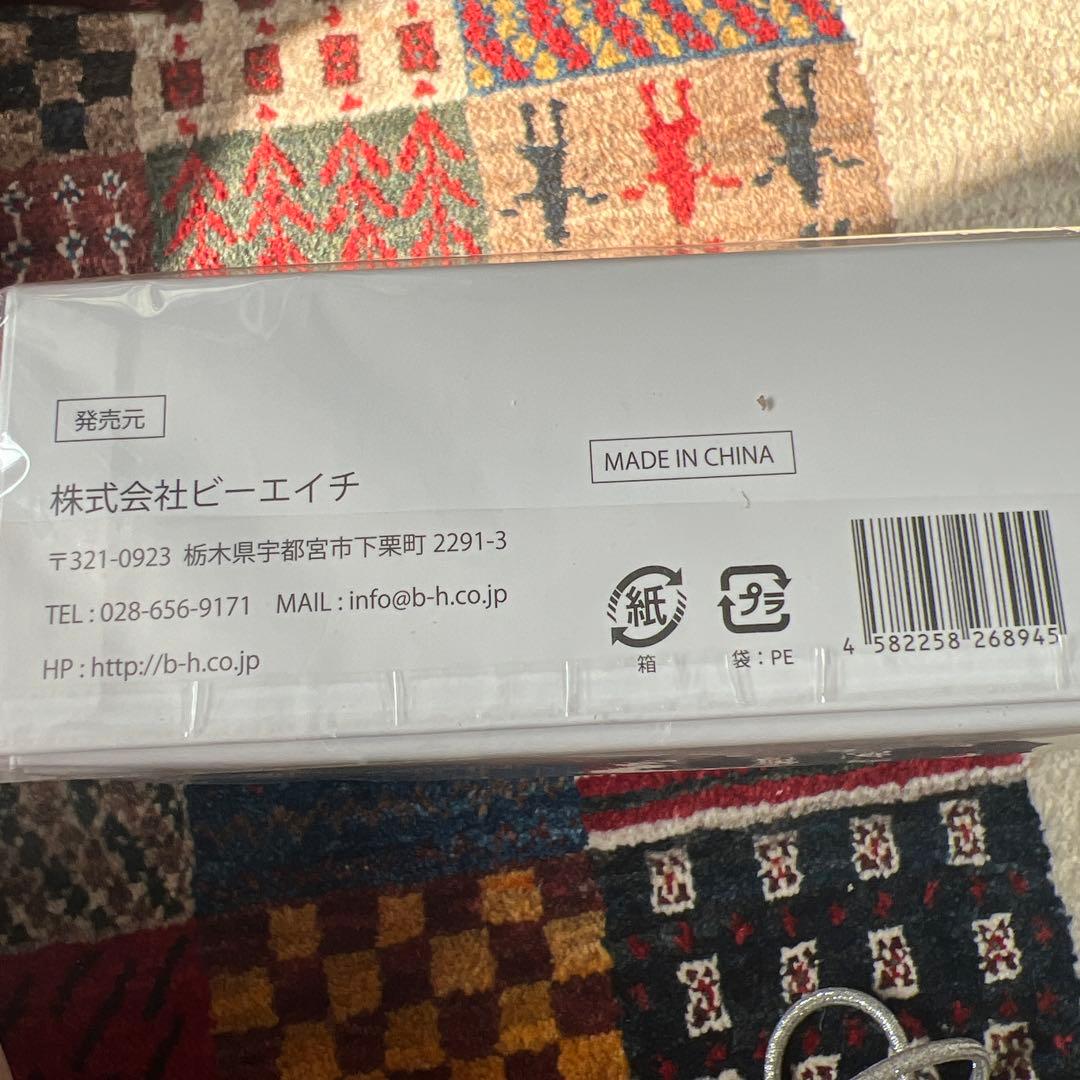 発売元
株式会社ビーエイチ
〒321-0923 栃木県宇都宮市下栗町 2291-3
TEL : 028-656-9171 MAIL : info@b-h.co.jp
HP : http://b-h.co.jp
MADE IN CHINA
紙
箱
プラ
袋 : PE
4 582258 268945